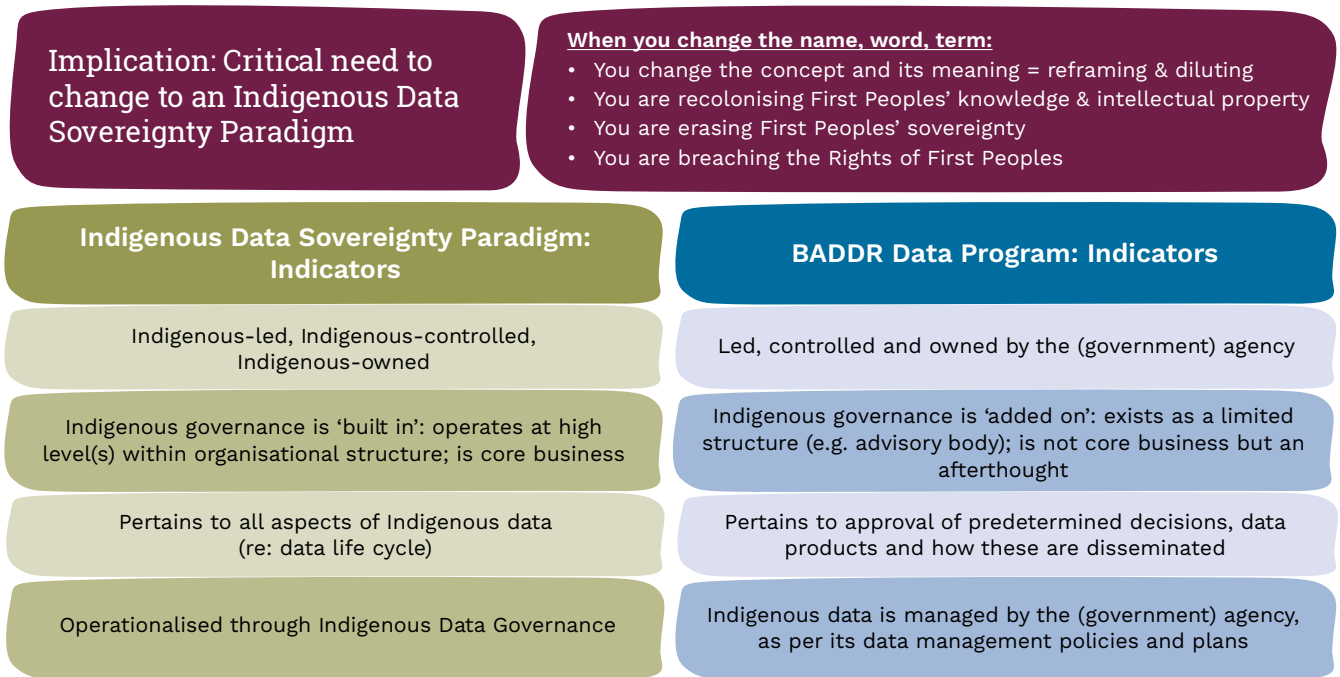 Implication: Critical need to
change to an Indigenous Data
Sovereignty Paradigm
When you change the name, word, term:
• You change the concept and its meaning = reframing & diluting
• You are recolonising First Peoples’ knowledge & intellectual property
• You are erasing First Peoples’ sovereignty
• You are breaching the Rights of First Peoples
Indigenous Data Sovereignty Paradigm:
Indicators
BADDR Data Program: Indicators
Indigenous-led, Indigenous-controlled,
Indigenous-owned
Led, controlled and owned by the (government) agency
Indigenous governance is ‘built in’: operates at high
level(s) within organisational structure; is core business
Indigenous governance is ‘added on’: exists as a limited
structure (e.g. advisory body); is not core business but an
afterthought
Pertains to all aspects of Indigenous data
(re: data life cycle)
Pertains to approval of predetermined decisions, data
products and how these are disseminated
Operationalised through Indigenous Data Governance
Indigenous data is managed by the (government) agency,
as per its data management policies and plans